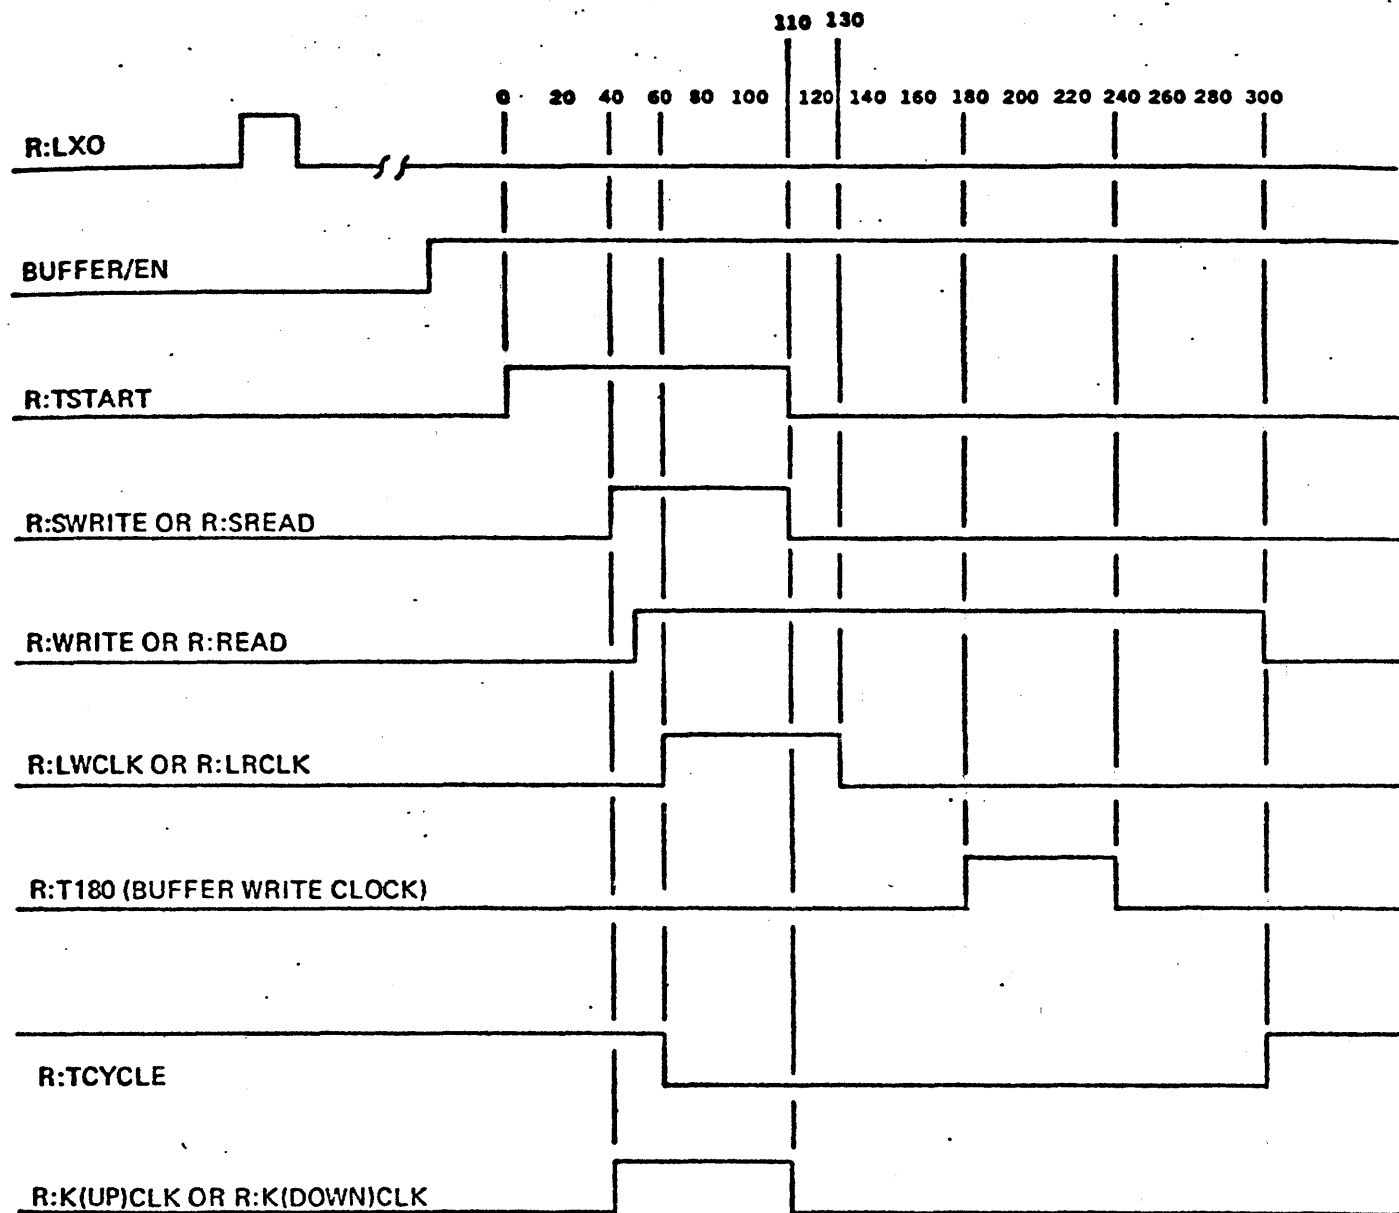 110 130
0 20 40 60 80 100 120 140 160 180 200 220 240 260 280 300
R:LXO
BUFFER/EN
R:TSTART
R:SWRITE OR R:SREAD
R:WRITE OR R:READ
R:LWCLK OR R:LRCLK
R:T180 (BUFFER WRITE CLOCK)
R:TCYCLE
R:K(UP)CLK OR R:K(DOWN)CLK